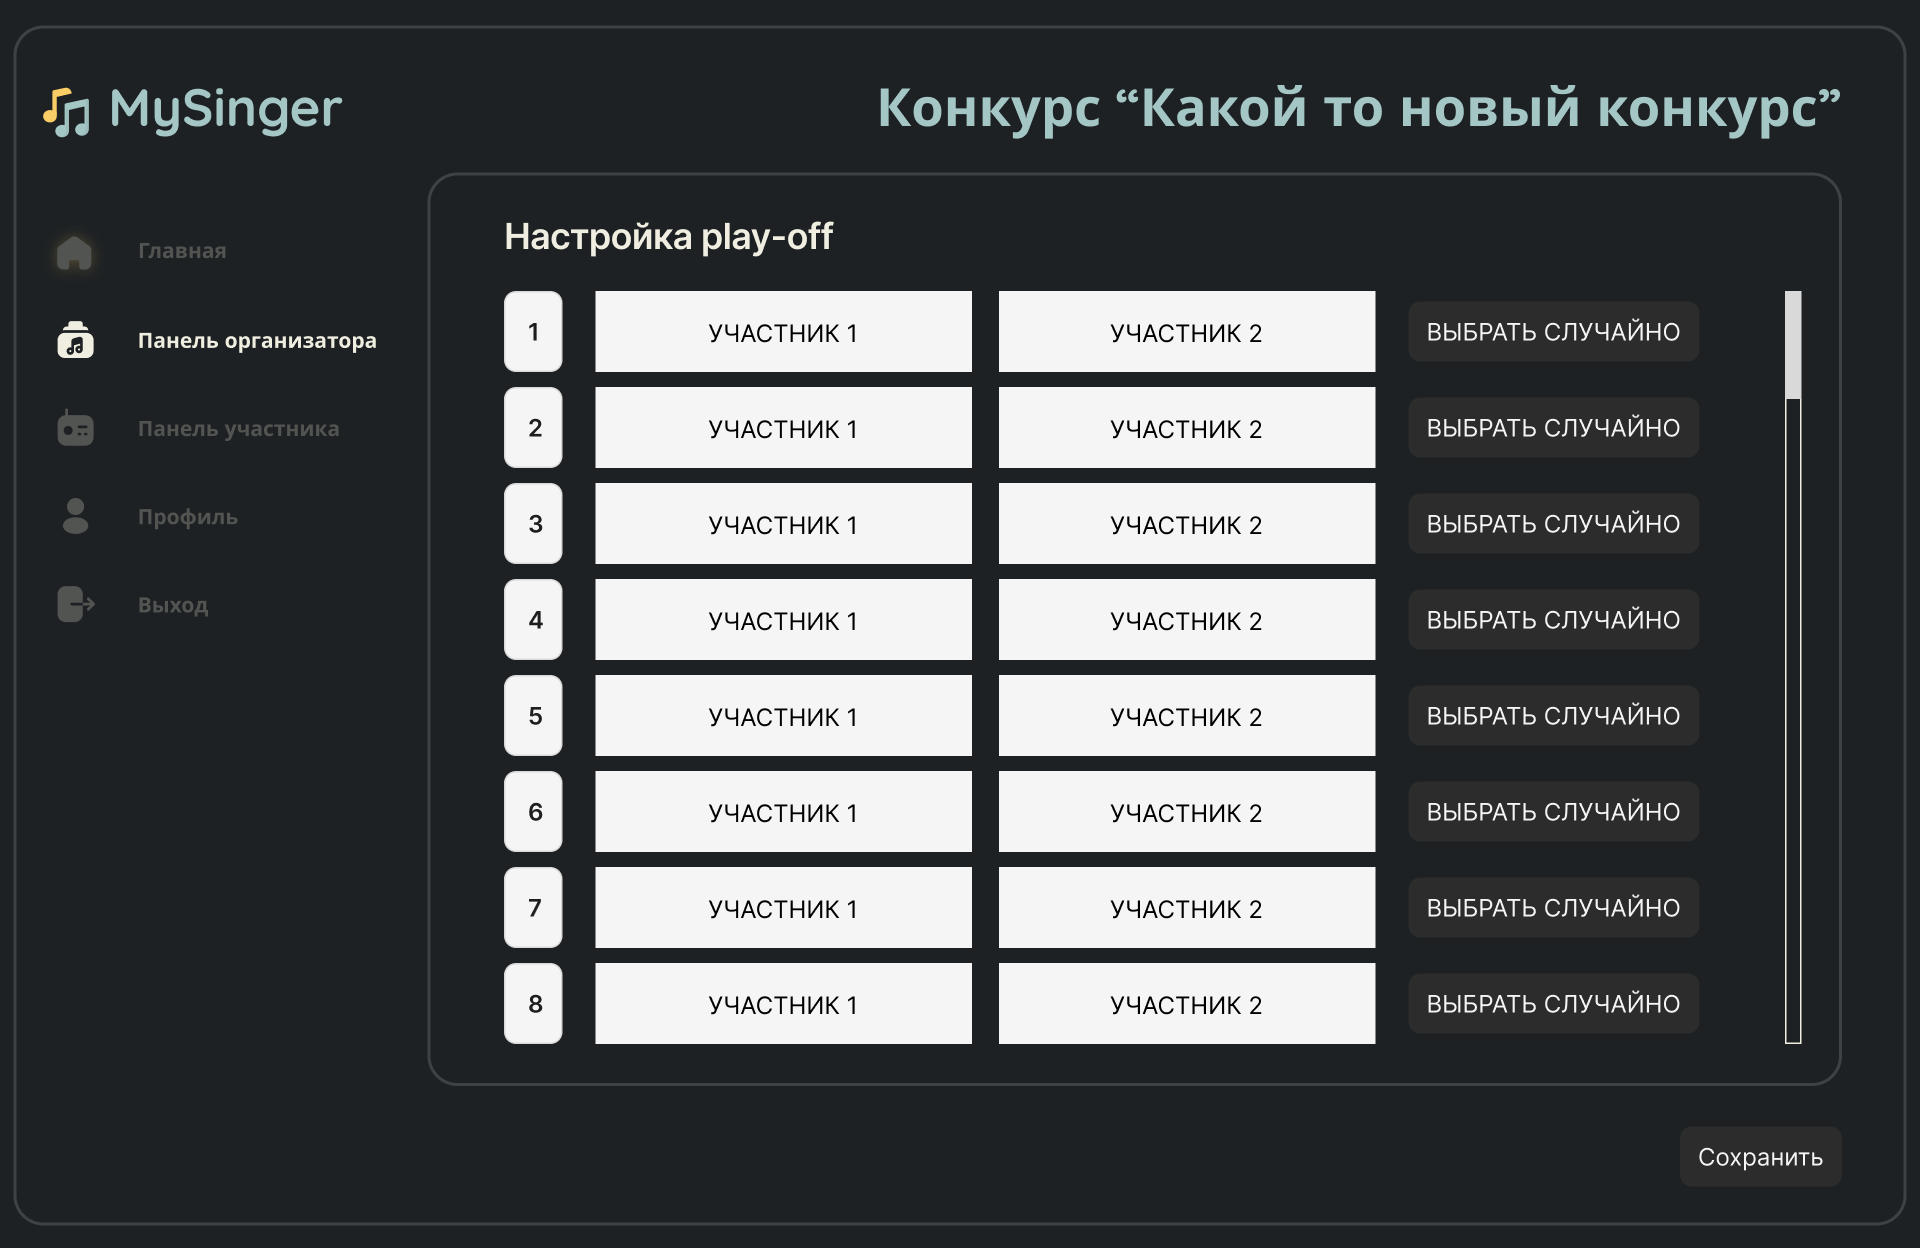 MySinger
Конкурс “Какой то новый конкурс”
Главная
Панель организатора
Панель участника
Профиль
Выход
Настройка play-off
1 УЧАСТНИК 1 УЧАСТНИК 2 ВЫБРАТЬ СЛУЧАЙНО
2 УЧАСТНИК 1 УЧАСТНИК 2 ВЫБРАТЬ СЛУЧАЙНО
3 УЧАСТНИК 1 УЧАСТНИК 2 ВЫБРАТЬ СЛУЧАЙНО
4 УЧАСТНИК 1 УЧАСТНИК 2 ВЫБРАТЬ СЛУЧАЙНО
5 УЧАСТНИК 1 УЧАСТНИК 2 ВЫБРАТЬ СЛУЧАЙНО
6 УЧАСТНИК 1 УЧАСТНИК 2 ВЫБРАТЬ СЛУЧАЙНО
7 УЧАСТНИК 1 УЧАСТНИК 2 ВЫБРАТЬ СЛУЧАЙНО
8 УЧАСТНИК 1 УЧАСТНИК 2 ВЫБРАТЬ СЛУЧАЙНО
Сохранить